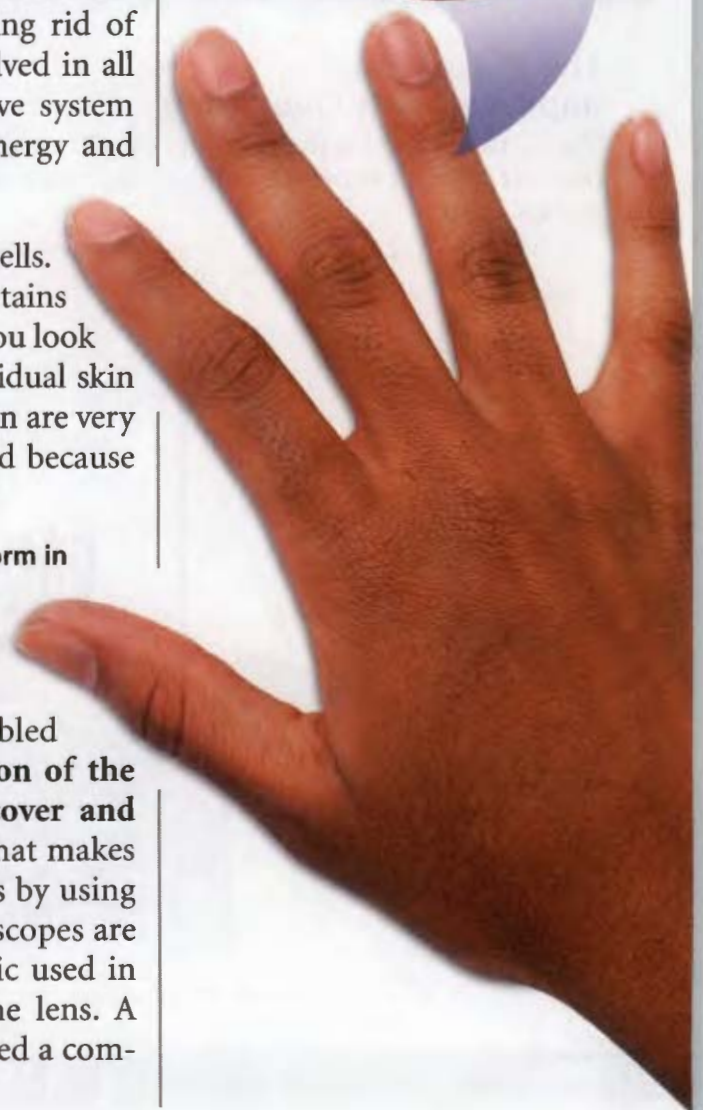 ng rid of
lved in all
ve system
nergy and
ells.
tains
ou look
idual skin
n are very
d because
orm in
bled
on of the
over and
hat makes
s by using
scopes are
ic used in
ne lens. A
ed a com-